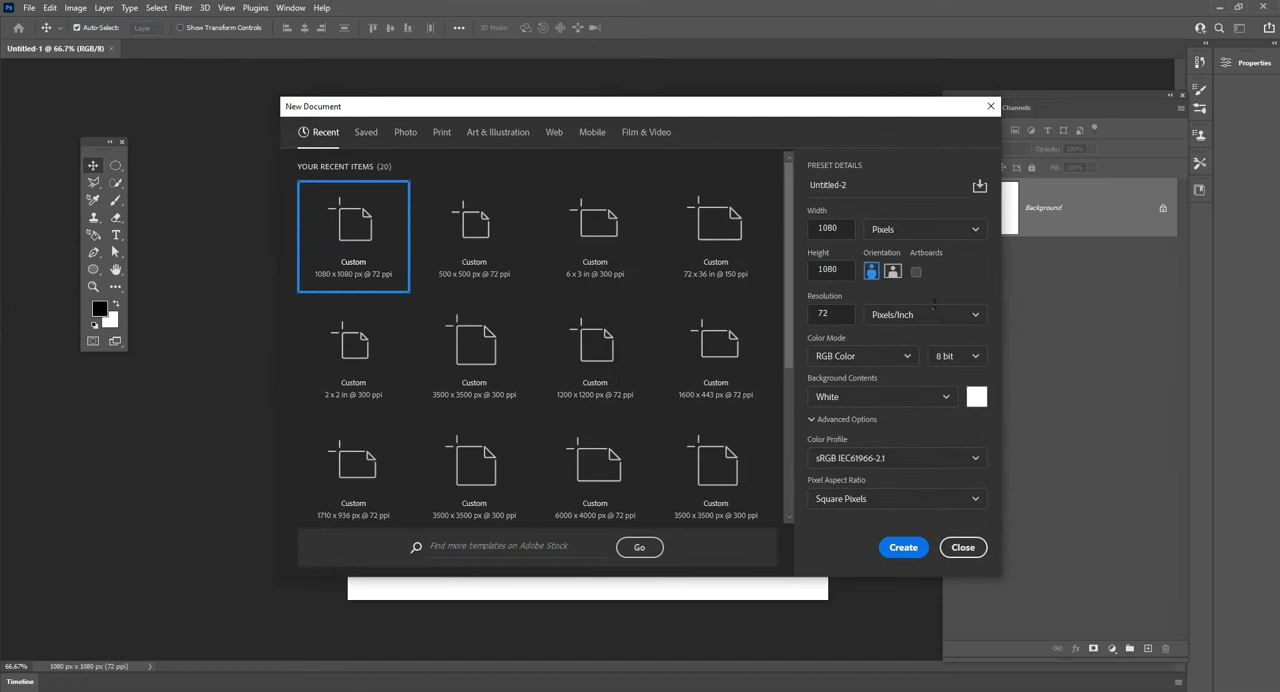 Ps File Edit Image Layer Type Select Filter 3D View Plugins Window Help
Auto-Select: Layer Show Transform Controls 3D Mode:
Untitled-1 @ 66.7% (RGB/8)
Properties
New Document
Channels
Recent Saved Photo Print Art & Illustration Web Mobile Film & Video
Opacity: 100%
YOUR RECENT ITEMS (20)
Fill: 100%
Custom
1080 x 1080 px @ 72 ppi
Custom
500 x 500 px @ 72 ppi
Custom
6 x 3 in @ 300 ppi
Custom
72 x 36 in @ 150 ppi
Custom
2 x 2 in @ 300 ppi
Custom
3500 x 3500 px @ 300 ppi
Custom
1200 x 1200 px @ 72 ppi
Custom
1600 x 443 px @ 72 ppi
Custom
1710 x 936 px @ 72 ppi
Custom
3500 x 3500 px @ 300 ppi
Custom
6000 x 4000 px @ 72 ppi
Custom
3500 x 3500 px @ 300 ppi
Find more templates on Adobe Stock Go
PRESET DETAILS
Untitled-2
Width
1080 Pixels
Height Orientation Artboards
1080
Resolution
72 Pixels/Inch
Color Mode
RGB Color 8 bit
Background Contents
White
Advanced Options
Color Profile
sRGB IEC61966-2.1
Pixel Aspect Ratio
Square Pixels
Create Close
Background
fx
66.67% 1080 px x 1080 px (72 ppi)
Timeline